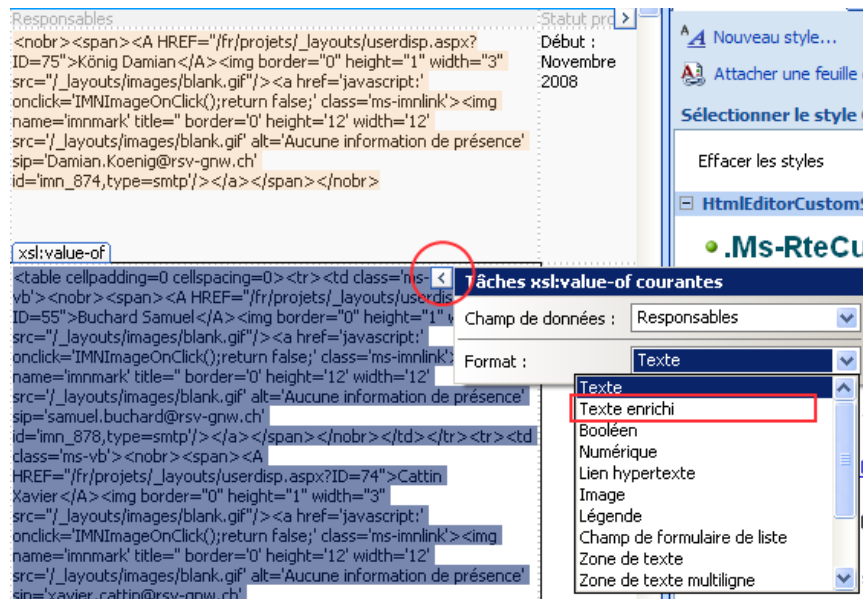 Responsables
Statut pro
<nobr><span><A HREF="/fr/projets/_layouts/userdisp.aspx?
ID=75">König Damian</A><img border="0" height="1" width="3"
src="/_layouts/images/blank.gif"/><a href='javascript:'
onclick='IMNImageOnClick();return false;' class='ms-imnlink'><img
name='imnmark' title='' border='0' height='12' width='12'
src='/_layouts/images/blank.gif' alt='Aucune information de présence'
sip='Damian.Koenig@rsv-gnw.ch'
id='imn_874,type=smtp'/></a></span></nobr>
Début :
Novembre
2008
Nouveau style...
Attacher une feuille
Sélectionner le style
Effacer les styles
HtmlEditorCustomS
.Ms-RteCu
xsl:value-of
<table cellpadding=0 cellspacing=0><tr><td class='ms-
vb'><nobr><span><A HREF="/fr/projets/_layouts/userdis
ID=55">Buchard Samuel</A><img border="0" height="1"
src="/_layouts/images/blank.gif"/><a href='javascript:'
onclick='IMNImageOnClick();return false;' class='ms-imnlink'>
name='imnmark' title='' border='0' height='12' width='12'
src='/_layouts/images/blank.gif' alt='Aucune information de présence'
sip='samuel.buchard@rsv-gnw.ch'
id='imn_878,type=smtp'/></a></span></nobr></td></tr><tr><td
class='ms-vb'><nobr><span><A
HREF="/fr/projets/_layouts/userdisp.aspx?ID=74">Cattin
Xavier</A><img border="0" height="1" width="3"
src="/_layouts/images/blank.gif"/><a href='javascript:'
onclick='IMNImageOnClick();return false;' class='ms-imnlink'><img
name='imnmark' title='' border='0' height='12' width='12'
src='/_layouts/images/blank.gif' alt='Aucune information de présence'
sip='xavier.cattin@rsv-gnw.ch'
Tâches xsl:value-of courantes
Champ de données : Responsables
Format : Texte
Texte
Texte enrichi
Booléen
Numérique
Lien hypertexte
Image
Légende
Champ de formulaire de liste
Zone de texte
Zone de texte multiligne